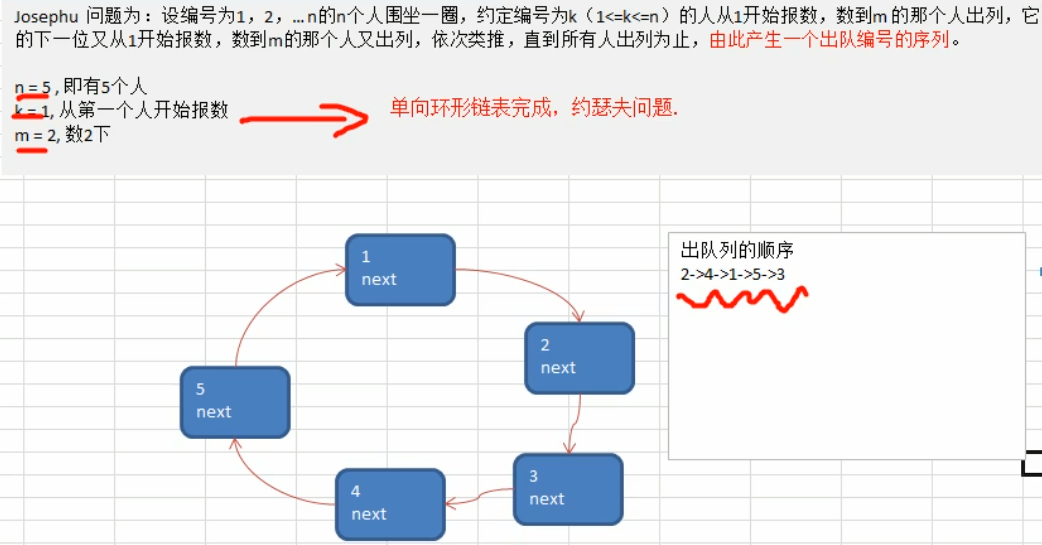 Josephu 问题为：设编号为1，2，…n的n个人围坐一圈，约定编号为k（1<=k<=n）的人从1开始报数，数到m 的那个人出列，它
的下一位又从1开始报数，数到m的那个人又出列，依次类推，直到所有人出列为止，由此产生一个出队编号的序列。
n = 5 , 即有5个人
k = 1, 从第一个人开始报数
单向环形链表完成，约瑟夫问题.
m = 2, 数2下
1
next
2
next
3
next
4
next
5
next
出队列的顺序
2->4->1->5->3